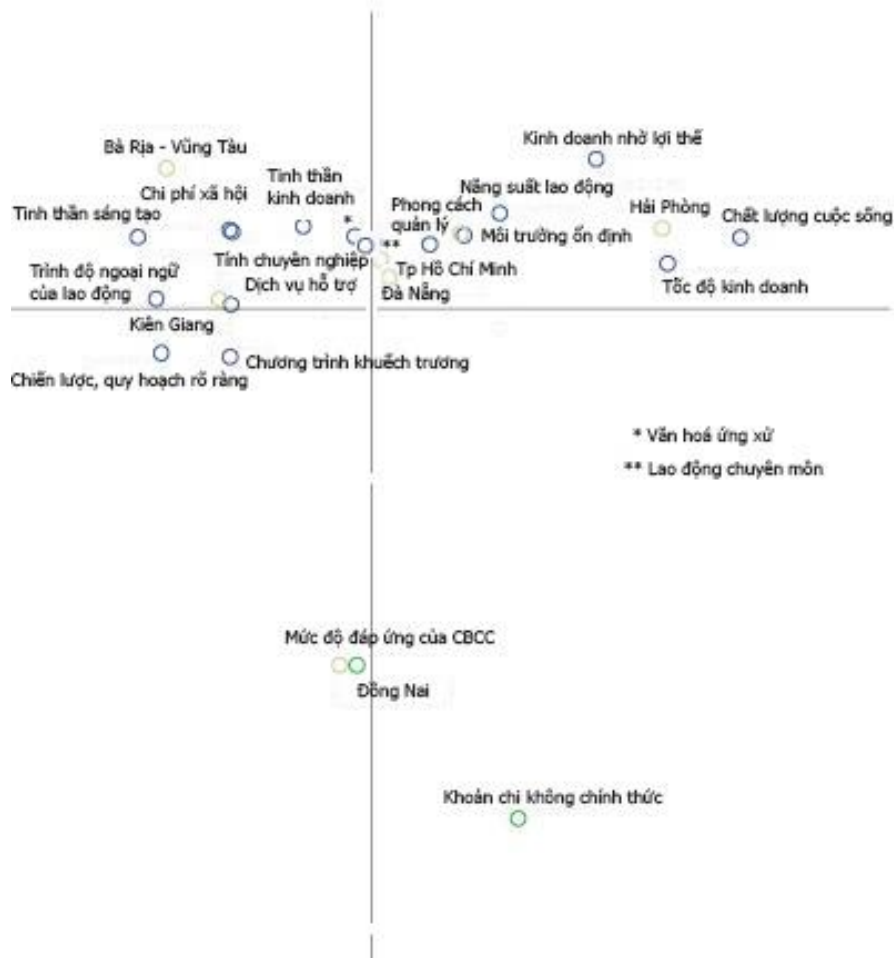 Kinh doanh nhờ lợi thế
Bà Rịa - Vũng Tàu
Chi phí xã hội
Tinh thần
kinh doanh
Năng suất lao động
Phong cách
quản lý
Hải Phòng
Tinh thần sáng tạo
*
**
Môi trường ổn định
Chất lượng cuộc sống
Tính chuyên nghiệp
Tp Hồ Chí Minh
Trình độ ngoại ngữ
của lao động
Dịch vụ hỗ trợ
Đà Nẵng
Tốc độ kinh doanh
Kiên Giang
Chương trình khuếch trương
Chiến lược, quy hoạch rõ ràng
* Văn hoá ứng xử
** Lao động chuyên môn
Mức độ đáp ứng của CBCC
Đồng Nai
Khoản chi không chính thức